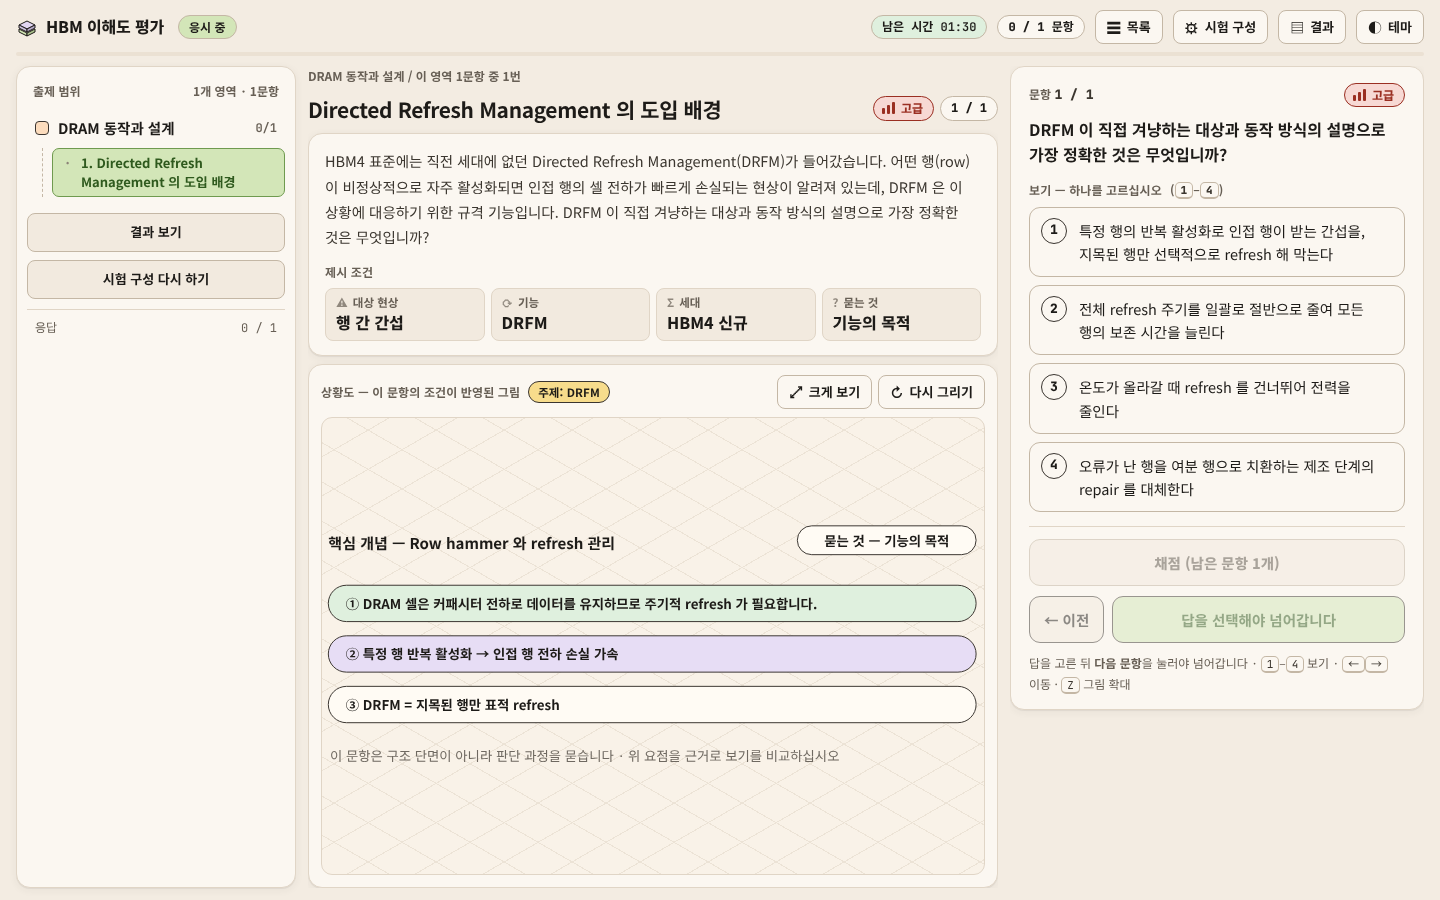 HBM 이해도 평가
응시 중
남은 시간 01:30
0 / 1 문항
목록
시험 구성
결과
테마
출제 범위
1개 영역 · 1문항
DRAM 동작과 설계
0/1
· 1. Directed Refresh
Management 의 도입 배경
결과 보기
시험 구성 다시 하기
응답
0 / 1
DRAM 동작과 설계 / 이 영역 1문항 중 1번
Directed Refresh Management 의 도입 배경
고급
1 / 1
HBM4 표준에는 직전 세대에 없던 Directed Refresh Management(DRFM)가 들어갔습니다. 어떤 행(row)
이 비정상적으로 자주 활성화되면 인접 행의 셀 전하가 빠르게 손실되는 현상이 알려져 있는데, DRFM 은 이
상황에 대응하기 위한 규격 기능입니다. DRFM 이 직접 겨냥하는 대상과 동작 방식의 설명으로 가장 정확한
것은 무엇입니까?
제시 조건
⚠ 대상 현상
행 간 간섭
⟳ 기능
DRFM
Σ 세대
HBM4 신규
? 묻는 것
기능의 목적
상황도 — 이 문항의 조건이 반영된 그림
주제: DRFM
⤢ 크게 보기
↻ 다시 그리기
핵심 개념 — Row hammer 와 refresh 관리
묻는 것 — 기능의 목적
① DRAM 셀은 커패시터 전하로 데이터를 유지하므로 주기적 refresh 가 필요합니다.
② 특정 행 반복 활성화 → 인접 행 전하 손실 가속
③ DRFM = 지목된 행만 표적 refresh
이 문항은 구조 단면이 아니라 판단 과정을 묻습니다 · 위 요점을 근거로 보기를 비교하십시오
문항 1 / 1
고급
DRFM 이 직접 겨냥하는 대상과 동작 방식의 설명으로
가장 정확한 것은 무엇입니까?
보기 — 하나를 고르십시오 (1–4)
1 특정 행의 반복 활성화로 인접 행이 받는 간섭을,
지목된 행만 선택적으로 refresh 해 막는다
2 전체 refresh 주기를 일괄로 절반으로 줄여 모든
행의 보존 시간을 늘린다
3 온도가 올라갈 때 refresh 를 건너뛰어 전력을
줄인다
4 오류가 난 행을 여분 행으로 치환하는 제조 단계의
repair 를 대체한다
채점 (남은 문항 1개)
← 이전
답을 선택해야 넘어갑니다
답을 고른 뒤 다음 문항을 눌러야 넘어갑니다 · 1–4 보기 · ← →
이동 · Z 그림 확대